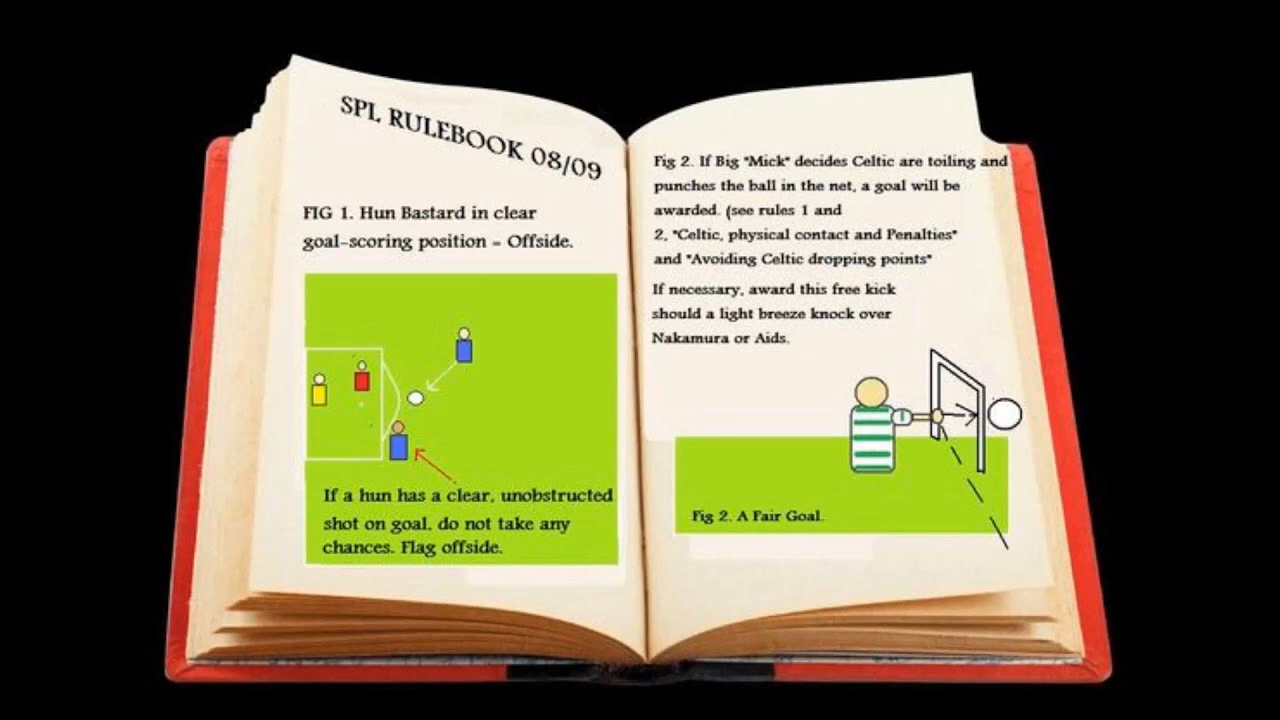 SPL RULEBOOK 08/09
FIG 1. Hun Bastard in clear
goal-scoring position = Offside.
If a hun has a clear, unobstructed
shot on goal, do not take any
chances. Flag offside.
Fig 2. If Big "Mick" decides Celtic are toiling and
punches the ball in the net, a goal will be
awarded. (see rules 1 and
2, "Celtic, physical contact and Penalties"
and "Avoiding Celtic dropping points"
If necessary, award this free kick
should a light breeze knock over
Nakamura or Aids.
Fig 2. A Fair Goal.